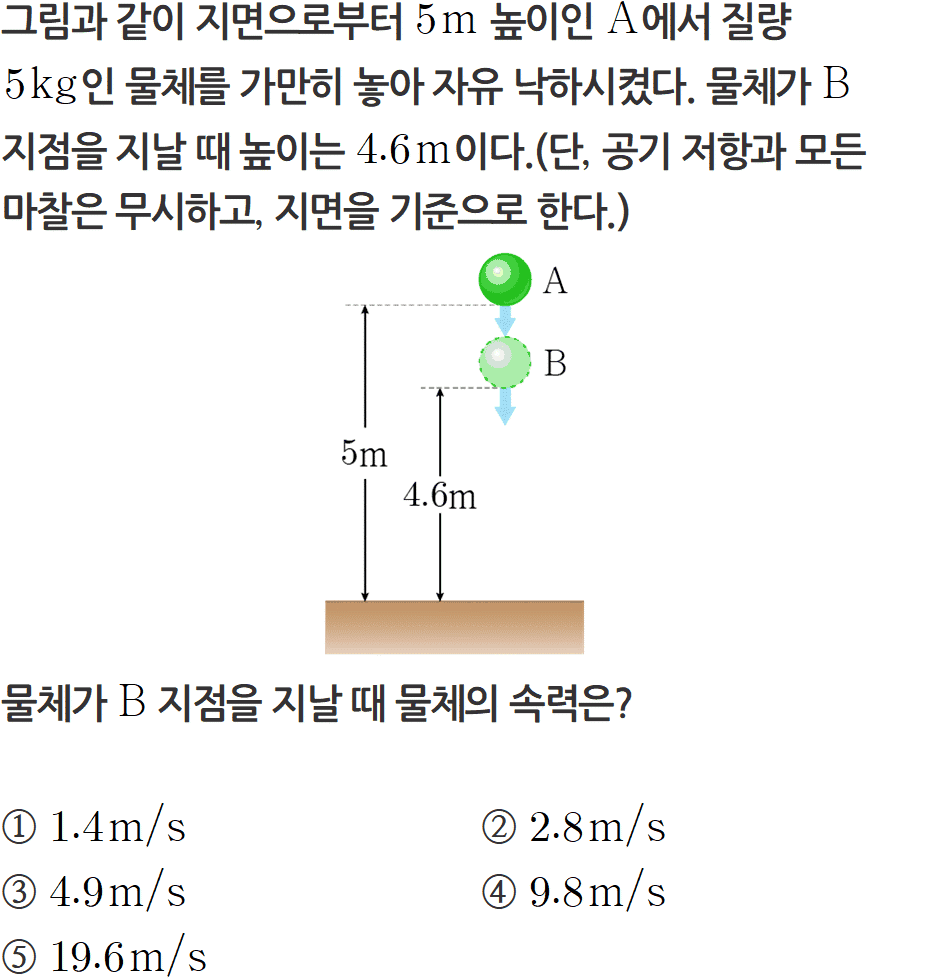 그림과 같이 지면으로부터 5m 높이인 A에서 질량
5kg인 물체를 가만히 놓아 자유 낙하시켰다. 물체가 B
지점을 지날 때 높이는 4.6m이다.(단, 공기 저항과 모든
마찰은 무시하고, 지면을 기준으로 한다.)
A
B
5m
4.6m
물체가 B 지점을 지날 때 물체의 속력은?
① 1.4m/s ② 2.8m/s
③ 4.9m/s ④ 9.8m/s
⑤ 19.6m/s